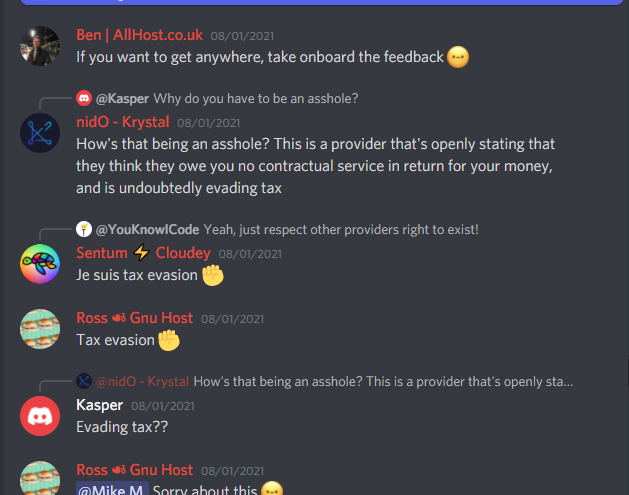 Ben | AllHost.co.uk 08/01/2021
If you want to get anywhere, take onboard the feedback
@Kasper Why do you have to be an asshole?
nidO - Krystal 08/01/2021
How's that being an asshole? This is a provider that's openly stating that
they think they owe you no contractual service in return for your money,
and is undoubtedly evading tax
@YouKnowICode Yeah, just respect other providers right to exist!
Sentum ⚡ Cloudey 08/01/2021
Je suis tax evasion ✊
Ross ☙ Gnu Host 08/01/2021
Tax evasion ✊
@nidO - Krystal How's that being an asshole? This is a provider that's openly sta...
Kasper 08/01/2021
Evading tax??
Ross ☙ Gnu Host 08/01/2021
@Mike M. Sorry about this